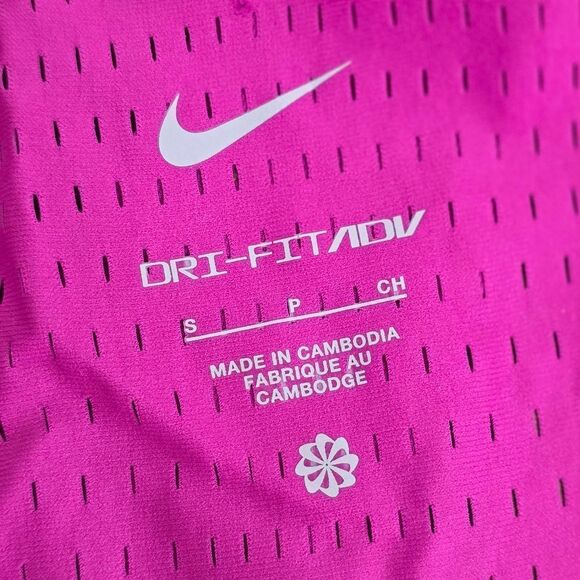 DRI-FIT ADV
S P CH
MADE IN CAMBODIA
FABRIQUE AU
CAMBODGE